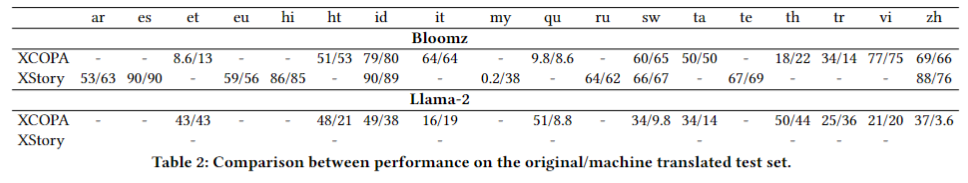 ar es et eu hi ht id it my qu ru sw ta te th tr vi zh
Bloomz
XCOPA - - 8.6/13 - - 51/53 79/80 64/64 - 9.8/8.6 - 60/65 50/50 - 18/22 34/14 77/75 69/66
XStory 53/63 90/90 - 59/56 86/85 - 90/89 - 0.2/38 - 64/62 66/67 - 67/69 - - - 88/76
Llama-2
XCOPA - - 43/43 - - 48/21 49/38 16/19 - 51/8.8 - 34/9.8 34/14 - 50/44 25/36 21/20 37/3.6
XStory - - - - - - - -
Table 2: Comparison between performance on the original/machine translated test set.